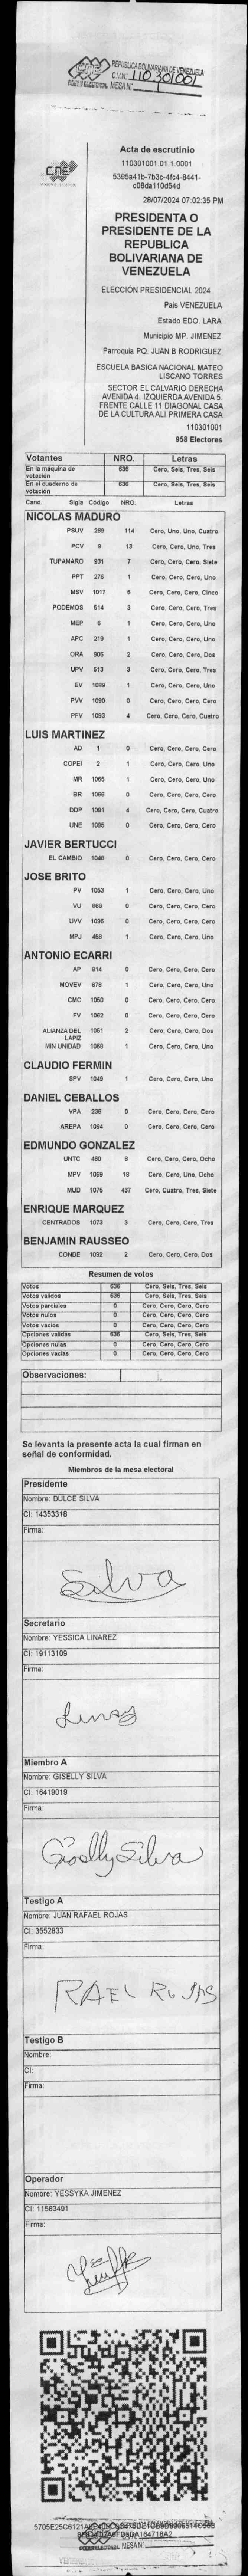 REPUBLICA BOLIVARIANA DE VENEZUELA
CNE
C.V.N° 110301001
PODER ELECTORAL MESA N°
CNE
Acta de escrutinio
110301001.01.1.0001
5395a41b-7b3c-4fc4-8441-
c08da110d54d
28/07/2024 07:02:35 PM
PRESIDENTA O
PRESIDENTE DE LA
REPUBLICA
BOLIVARIANA DE
VENEZUELA
ELECCIÓN PRESIDENCIAL 2024
Pais VENEZUELA
Estado EDO. LARA
Municipio MP. JIMENEZ
Parroquia PQ. JUAN B RODRIGUEZ
ESCUELA BASICA NACIONAL MATEO
LISCANO TORRES
SECTOR EL CALVARIO DERECHA
AVENIDA 4. IZQUIERDA AVENIDA 5.
FRENTE CALLE 11 DIAGONAL CASA
DE LA CULTURA ALI PRIMERA CASA
110301001
958 Electores
Votantes NRO. Letras
En la máquina de votación 636 Cero, Seis, Tres, Seis
En el cuaderno de votación 636 Cero, Seis, Tres, Seis
Cand. Sigla Código NRO. Letras
NICOLAS MADURO
PSUV 269 114 Cero, Uno, Uno, Cuatro
PCV 9 13 Cero, Cero, Uno, Tres
TUPAMARO 931 7 Cero, Cero, Cero, Siete
PPT 275 1 Cero, Cero, Cero, Uno
MSV 1017 5 Cero, Cero, Cero, Cinco
PODEMOS 514 3 Cero, Cero, Cero, Tres
MEP 6 1 Cero, Cero, Cero, Uno
APC 219 1 Cero, Cero, Cero, Uno
ORA 906 2 Cero, Cero, Cero, Dos
UPV 613 3 Cero, Cero, Cero, Tres
EV 1089 1 Cero, Cero, Cero, Uno
PVV 1090 0 Cero, Cero, Cero, Cero
PFV 1093 4 Cero, Cero, Cero, Cuatro
LUIS MARTINEZ
AD 1 0 Cero, Cero, Cero, Cero
COPEI 2 1 Cero, Cero, Cero, Uno
MR 1065 1 Cero, Cero, Cero, Uno
BR 1066 0 Cero, Cero, Cero, Cero
DDP 1091 4 Cero, Cero, Cero, Cuatro
UNE 1095 0 Cero, Cero, Cero, Cero
JAVIER BERTUCCI
EL CAMBIO 1048 0 Cero, Cero, Cero, Cero
JOSE BRITO
PV 1053 1 Cero, Cero, Cero, Uno
VU 869 0 Cero, Cero, Cero, Cero
UVV 1096 0 Cero, Cero, Cero, Cero
MPJ 459 1 Cero, Cero, Cero, Uno
ANTONIO ECARRI
AP 814 0 Cero, Cero, Cero, Cero
MOVEV 878 1 Cero, Cero, Cero, Uno
CMC 1050 0 Cero, Cero, Cero, Cero
FV 1052 0 Cero, Cero, Cero, Cero
ALIANZA DEL LAPIZ 1051 2 Cero, Cero, Cero, Dos
MIN UNIDAD 1058 1 Cero, Cero, Cero, Uno
CLAUDIO FERMIN
SPV 1049 1 Cero, Cero, Cero, Uno
DANIEL CEBALLOS
VPA 236 0 Cero, Cero, Cero, Cero
AREPA 1094 0 Cero, Cero, Cero, Cero
EDMUNDO GONZALEZ
UNTC 460 8 Cero, Cero, Cero, Ocho
MPV 1069 18 Cero, Cero, Uno, Ocho
MUD 1075 437 Cero, Cuatro, Tres, Siete
ENRIQUE MARQUEZ
CENTRADOS 1073 3 Cero, Cero, Cero, Tres
BENJAMIN RAUSSEO
CONDE 1092 2 Cero, Cero, Cero, Dos
Resumen de votos
Votos 636 Cero, Seis, Tres, Seis
Votos validos 636 Cero, Seis, Tres, Seis
Votos parciales 0 Cero, Cero, Cero, Cero
Votos nulos 0 Cero, Cero, Cero, Cero
Votos vacios 0 Cero, Cero, Cero, Cero
Opciones validas 636 Cero, Seis, Tres, Seis
Opciones nulas 0 Cero, Cero, Cero, Cero
Opciones vacias 0 Cero, Cero, Cero, Cero
Observaciones:
Se levanta la presente acta la cual firman en
señal de conformidad.
Miembros de la mesa electoral
Presidente
Nombre: DULCE SILVA
CI: 14353318
Firma:
Silva
Secretario
Nombre: YESSICA LINAREZ
CI: 19113109
Firma:
Miembro A
Nombre: GISELLY SILVA
CI: 16419019
Firma:
Giselly Silva
Testigo A
Nombre: JUAN RAFAEL ROJAS
CI: 3552833
Firma:
Testigo B
Nombre:
CI:
Firma:
Operador
Nombre: YESSYKA JIMENEZ
CI: 11583491
Firma:
PODER ELECTORAL MESA N°